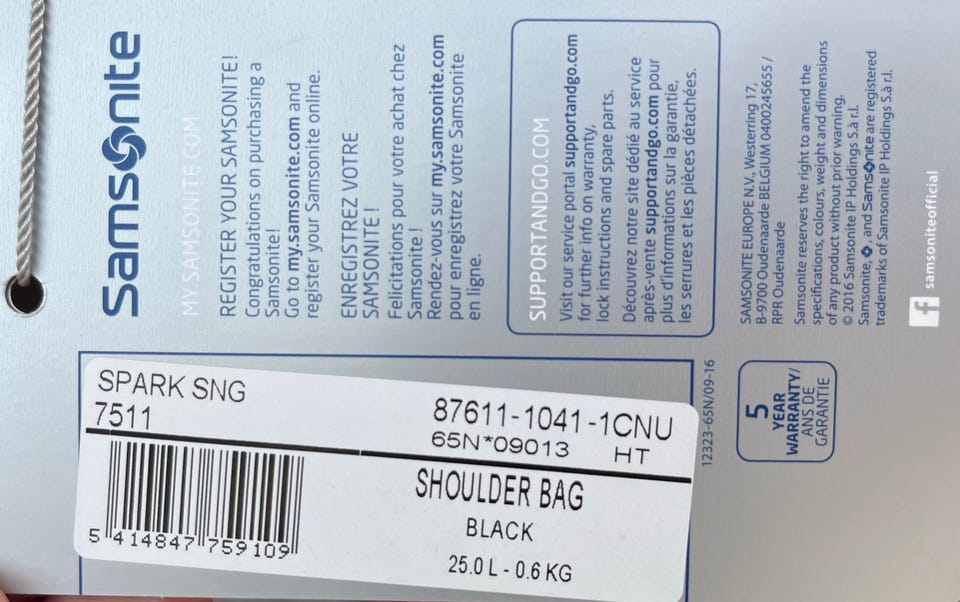 Samsonite
MY.SAMSONITE.COM
REGISTER YOUR SAMSONITE!
Congratulations on purchasing a
Samsonite!
Go to my.samsonite.com and
register your Samsonite online.
ENREGISTREZ VOTRE
SAMSONITE !
Felicitations pour votre achat chez
Samsonite !
Rendez-vous sur my.samsonite.com
pour enregistrez votre Samsonite
en ligne.
SUPPORTANDGO.COM
Visit our service portal supportandgo.com
for further info on warranty,
lock instructions and spare parts.
Découvrez notre site dédié au service
après-vente supportandgo.com pour
plus d'informations sur la garantie,
les serrures et les pièces détachées.
SAMSONITE EUROPE N.V., Westerring 17,
B-9700 Oudenaarde BELGIUM 0400245655 /
RPR Oudenaarde
Samsonite reserves the right to amend the
specifications, colours, weight and dimensions
of any product without prior warning.
© 2016 Samsonite IP Holdings S.à r.l.
Samsonite, , and Samsonite are registered
trademarks of Samsonite IP Holdings S.à r.l.
f samsoniteofficial
SPARK SNG
7511
87611-1041-1CNU
65N*09013 HT
SHOULDER BAG
BLACK
25.0 L - 0.6 KG
5 414847 759109
12323-65N/09-16
5
YEAR
WARRANTY/
ANS DE
GARANTIE